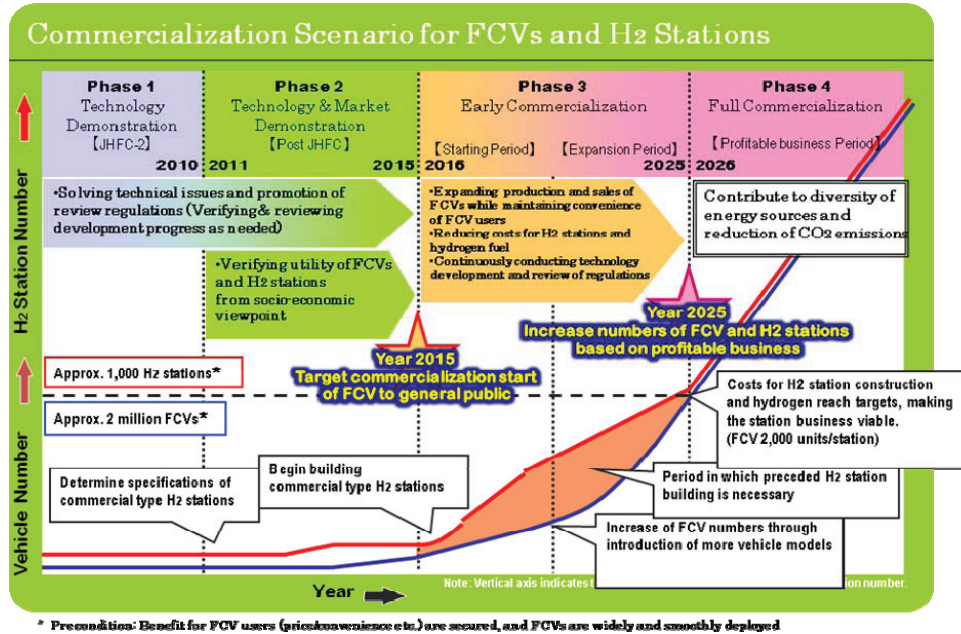 Commercialization Scenario for FCVs and H2 Stations
Phase 1
Technology
Demonstration
【JHFC-2】
2010
Phase 2
Technology & Market
Demonstration
【Post JHFC】
2011
2015
Phase 3
Early Commercialization
【Starting Period】
【Expansion Period】
2016
2025
Phase 4
Full Commercialization
【Profitable business Period】
2026
H2 Station Number
Vehicle Number
•Solving technical issues and promotion of
review regulations (Verifying & reviewing
development progress as needed)
•Verifying utility of FCVs
and H2 stations
from socio-economic
viewpoint
•Expanding production and sales of
FCVs while maintaining convenience
of FCV users
•Reducing costs for H2 stations and
hydrogen fuel
•Continuously conducting technology
development and review of regulations
Contribute to diversity of
energy sources and
reduction of CO2 emissions
Year 2015
Target commercialization start
of FCV to general public
Year 2025
Increase numbers of FCV and H2 stations
based on profitable business
Approx. 1,000 H2 stations*
Approx. 2 million FCVs*
Determine specifications of
commercial type H2 stations
Begin building
commercial type H2 stations
Costs for H2 station construction
and hydrogen reach targets, making
the station business viable.
(FCV 2,000 units/station)
Period in which preceded H2 station
building is necessary
Increase of FCV numbers through
introduction of more vehicle models
Year
Note: Vertical axis indicates
number.
* Precondition: Benefit for FCV users (price/convenience etc.) are secured, and FCVs are widely and smoothly deployed